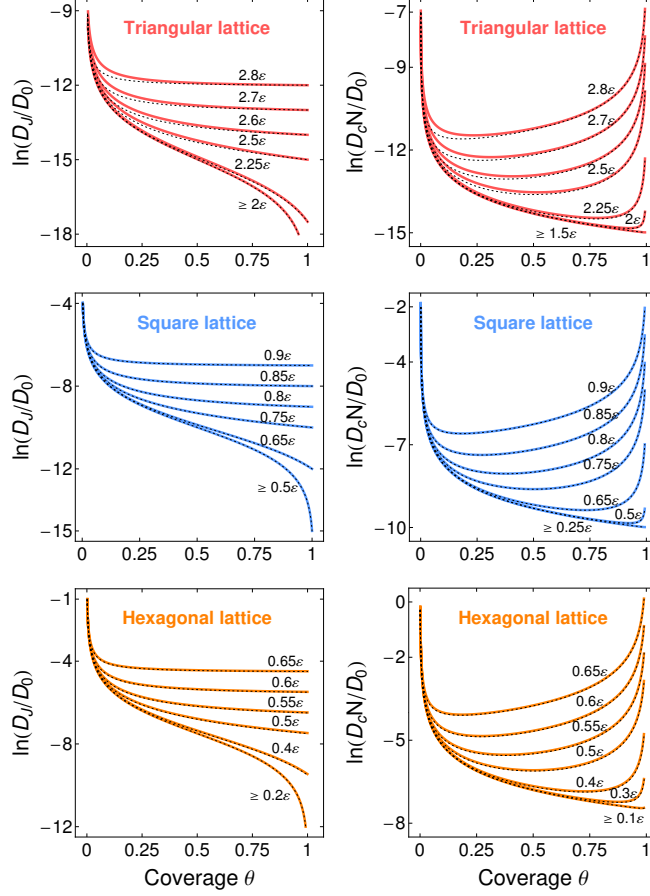 Triangular lattice
ln(D_J/D_0)
−9
−12
−15
−18
2.8ε
2.7ε
2.6ε
2.5ε
2.25ε
≥ 2ε
0 0.25 0.5 0.75 1
Triangular lattice
ln(D_cN/D_0)
−7
−9
−12
−15
2.8ε
2.7ε
2.5ε
2.25ε
2ε
≥ 1.5ε
0 0.25 0.5 0.75 1
Square lattice
ln(D_J/D_0)
−4
−8
−12
−15
0.9ε
0.85ε
0.8ε
0.75ε
0.65ε
≥ 0.5ε
0 0.25 0.5 0.75 1
Square lattice
ln(D_cN/D_0)
−2
−4
−7
−10
0.9ε
0.85ε
0.8ε
0.75ε
0.65ε
0.5ε
≥ 0.25ε
0 0.25 0.5 0.75 1
Hexagonal lattice
ln(D_J/D_0)
−1
−4
−8
−12
0.65ε
0.6ε
0.55ε
0.5ε
0.4ε
≥ 0.2ε
0 0.25 0.5 0.75 1
Coverage θ
Hexagonal lattice
ln(D_cN/D_0)
0
−2
−5
−8
0.65ε
0.6ε
0.55ε
0.5ε
0.4ε
0.3ε
≥ 0.1ε
0 0.25 0.5 0.75 1
Coverage θ